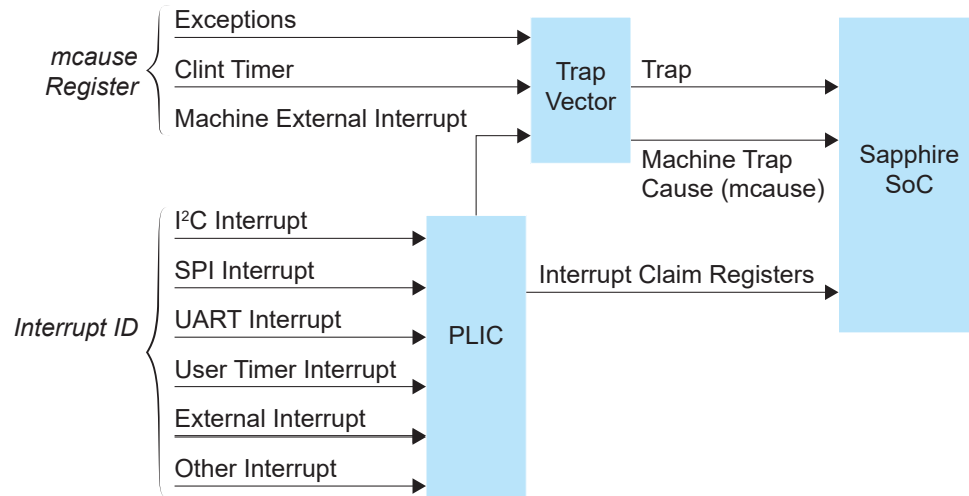 Exceptions
mcause
Register
Clint Timer
Machine External Interrupt
Trap
Vector
Trap
Machine Trap
Cause (mcause)
Sapphire
SoC
I²C Interrupt
SPI Interrupt
Interrupt ID
UART Interrupt
User Timer Interrupt
External Interrupt
Other Interrupt
PLIC
Interrupt Claim Registers